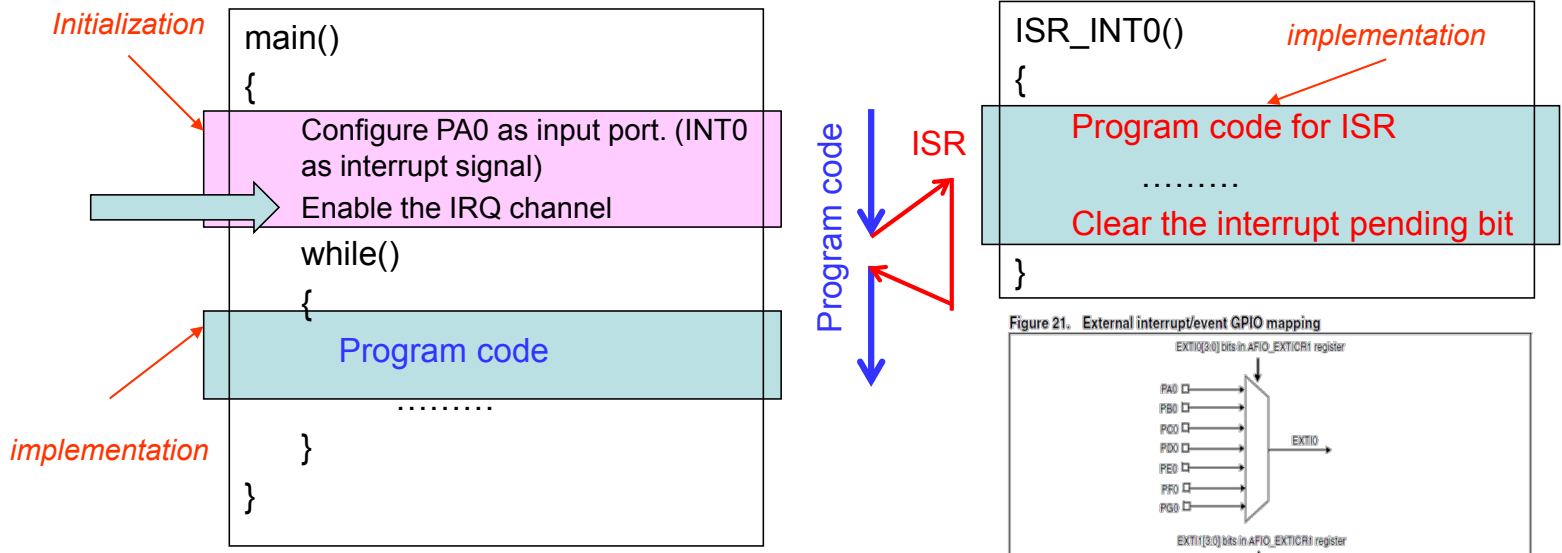 Initialization
main()
{
Configure PA0 as input port. (INT0
as interrupt signal)
Enable the IRQ channel
while()
{
Program code
.........
}
}
implementation
Program code
ISR
ISR_INT0()
implementation
{
Program code for ISR
.........
Clear the interrupt pending bit
}
Figure 21. External interrupt/event GPIO mapping
EXTI0[3:0] bits in AFIO_EXTICR1 register
PA0
PB0
PC0
PD0
PE0
PF0
PG0
EXTI0
EXTI1[3:0] bits in AFIO_EXTICR1 register